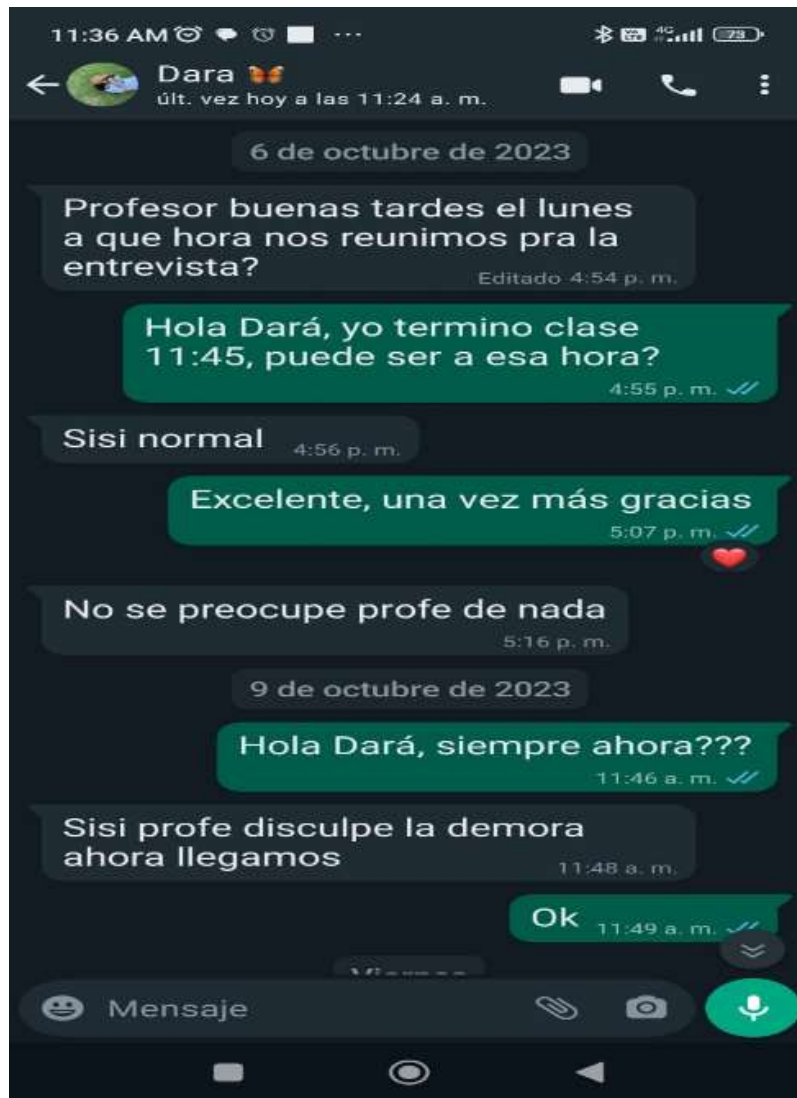 11:36 AM
4G
73
Dara
últ. vez hoy a las 11:24 a. m.
6 de octubre de 2023
Profesor buenas tardes el lunes
a que hora nos reunimos pra la
entrevista?
Editado 4:54 p. m.
Hola Dará, yo termino clase
11:45, puede ser a esa hora?
4:55 p. m.
Sisi normal 4:56 p. m.
Excelente, una vez más gracias
5:07 p. m.
No se preocupe profe de nada
5:16 p. m.
9 de octubre de 2023
Hola Dará, siempre ahora???
11:46 a. m.
Sisi profe disculpe la demora
ahora llegamos
11:48 a. m.
Ok 11:49 a. m.
Mensaje